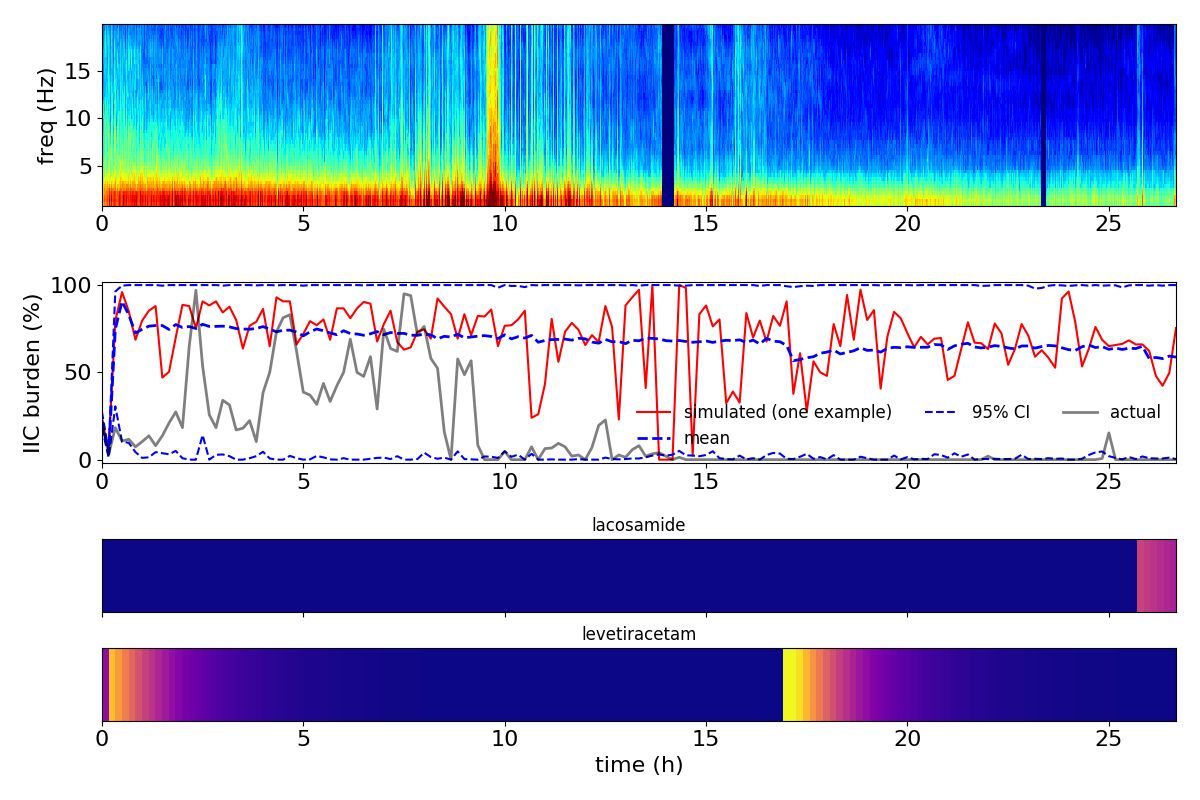 freq (Hz)
15
10
5
0 5 10 15 20 25
IIC burden (%)
100
50
0
simulated (one example) 95% CI actual
mean
0 5 10 15 20 25
lacosamide
levetiracetam
0 5 10 15 20 25
time (h)